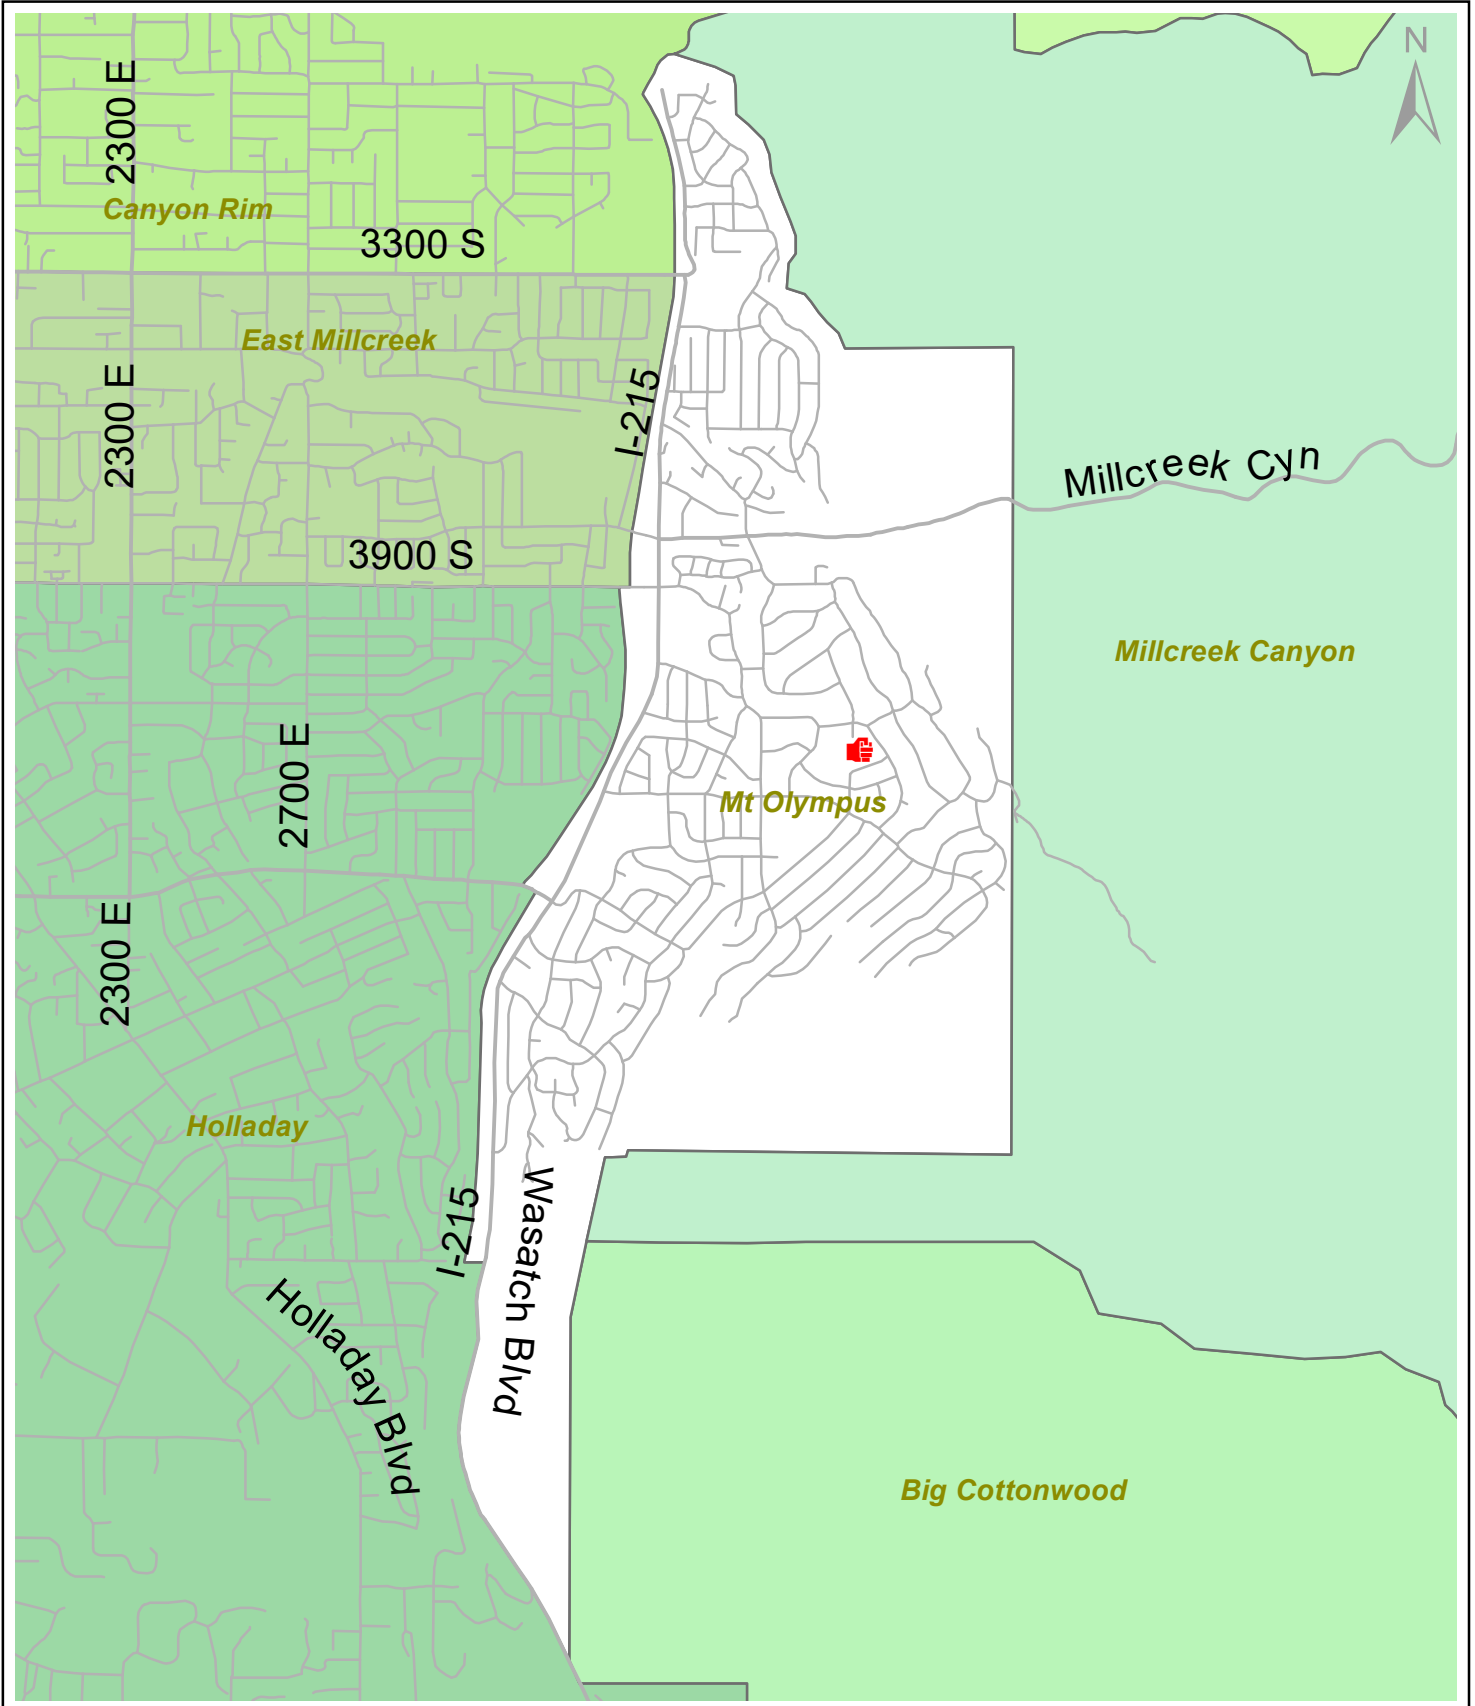 N
2300 E
Canyon Rim
3300 S
East Millcreek
I-215
2300 E
Millcreek Cyn
3900 S
Millcreek Canyon
2700 E
Mt Olympus
2300 E
Holladay
I-215
Wasatch Blvd
Holladay Blvd
Big Cottonwood